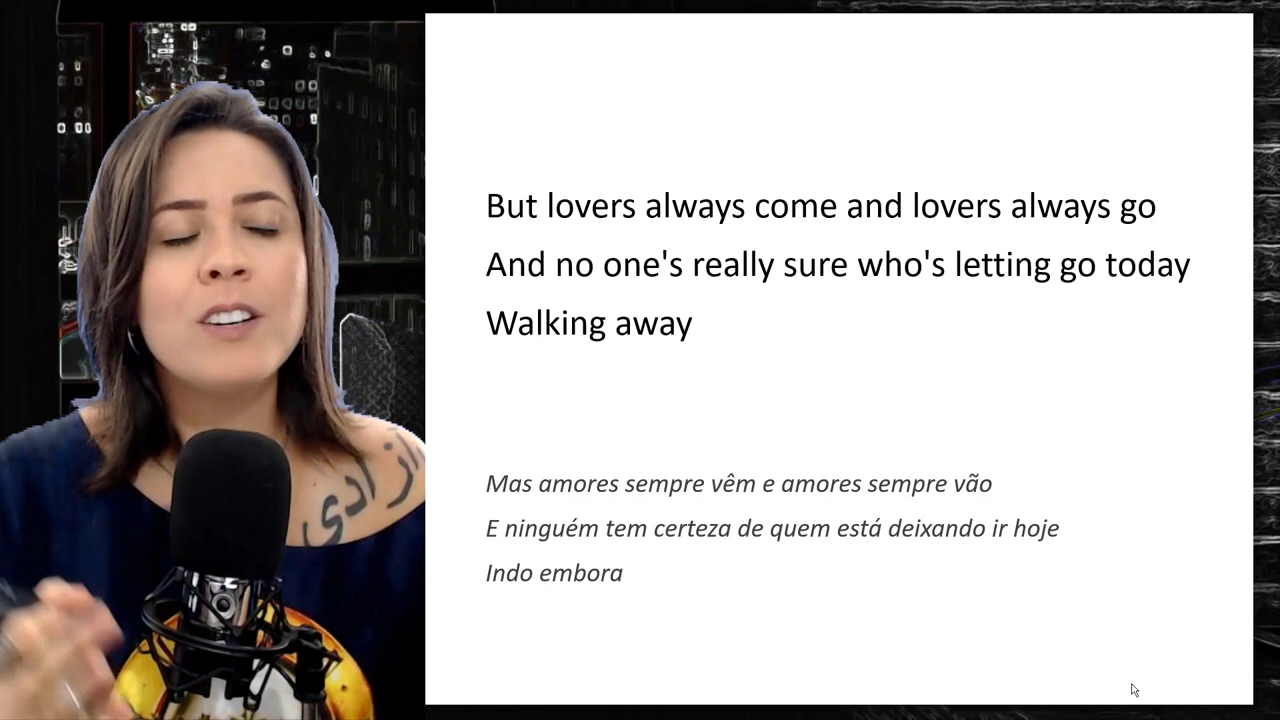 But lovers always come and lovers always go
And no one's really sure who's letting go today
Walking away
Mas amores sempre vêm e amores sempre vão
E ninguém tem certeza de quem está deixando ir hoje
Indo embora
آزادی